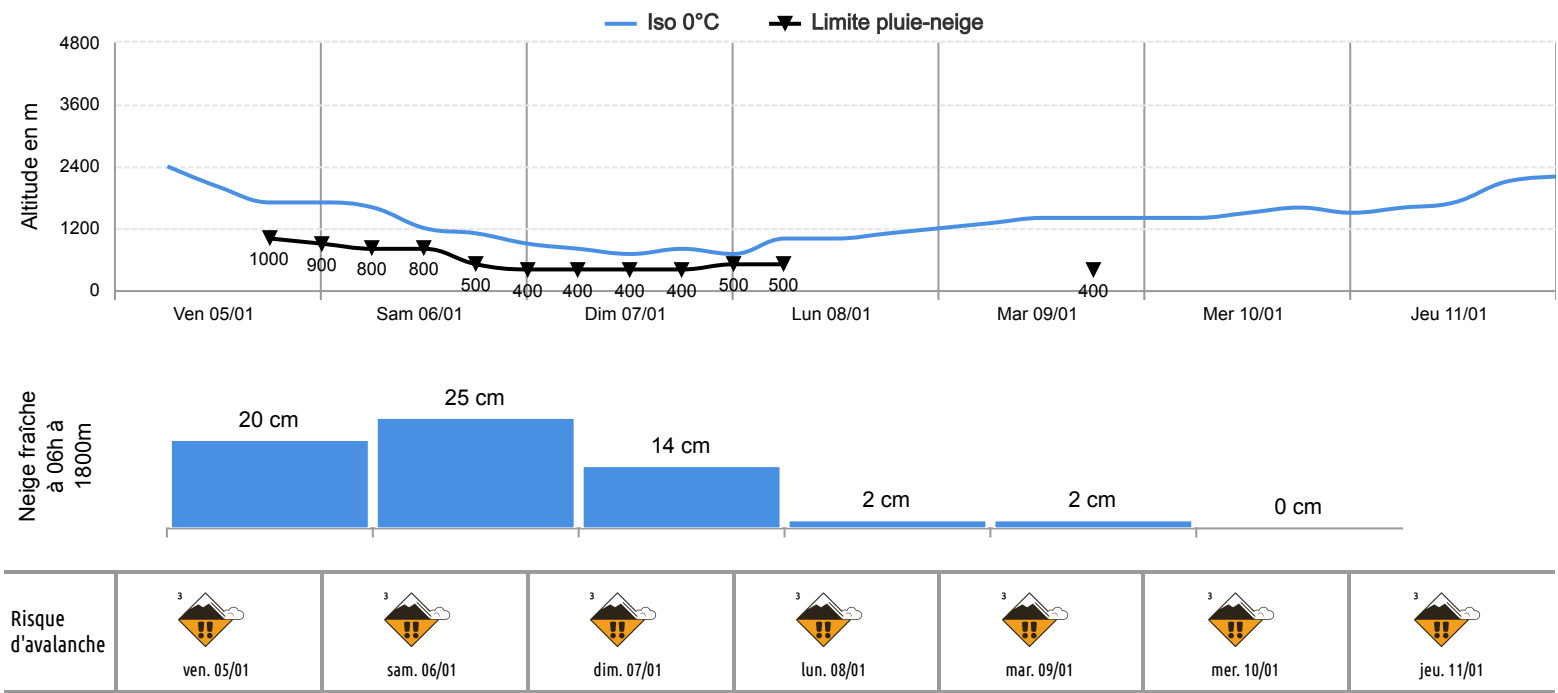 Iso 0°C Limite pluie-neige
Altitude en m
4800
3600
2400
1200
0
1000 900 800 800 500 400 400 400 400 500 500 400
Ven 05/01 Sam 06/01 Dim 07/01 Lun 08/01 Mar 09/01 Mer 10/01 Jeu 11/01
Neige fraîche
à 06h à
1800m
20 cm 25 cm 14 cm 2 cm 2 cm 0 cm
Risque
d'avalanche
3 3 3 3 3 3 3
!! !! !! !! !! !! !!
ven. 05/01 sam. 06/01 dim. 07/01 lun. 08/01 mar. 09/01 mer. 10/01 jeu. 11/01